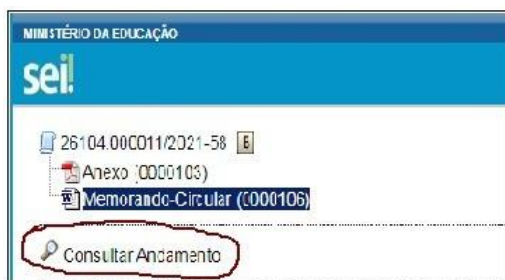 MINISTÉRIO DA EDUCAÇÃO
sei!
26104.000011/2021-58 E
Anexo (0000103)
Memorando-Circular (0000106)
Consultar Andamento